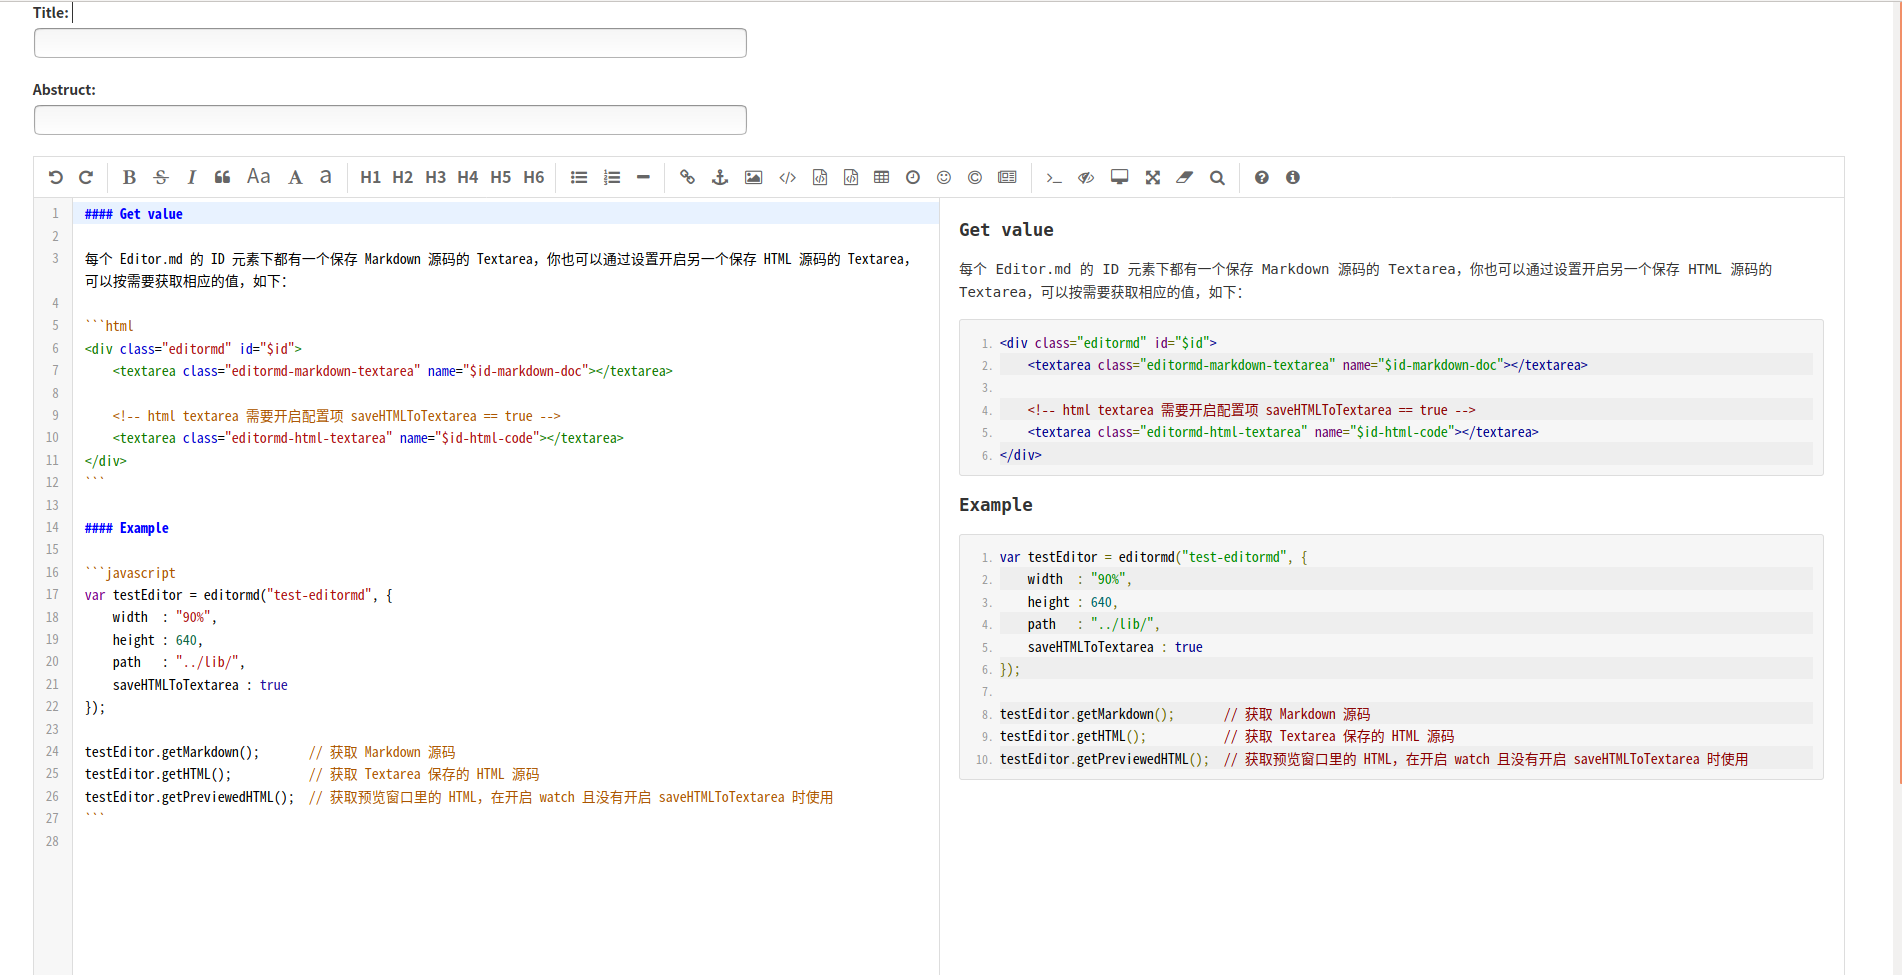 Title:
Abstruct:
B S I Aa A a H1 H2 H3 H4 H5 H6
1 #### Get value
2
3 每个 Editor.md 的 ID 元素下都有一个保存 Markdown 源码的 Textarea，你也可以通过设置开启另一个保存 HTML 源码的 Textarea，
可以按需要获取相应的值，如下：
4
5 ```html
6 <div class="editormd" id="$id">
7     <textarea class="editormd-markdown-textarea" name="$id-markdown-doc"></textarea>
8
9     <!-- html textarea 需要开启配置项 saveHTMLToTextarea == true -->
10     <textarea class="editormd-html-textarea" name="$id-html-code"></textarea>
11 </div>
12 ```
13
14 #### Example
15
16 ```javascript
17 var testEditor = editormd("test-editormd", {
18     width  : "90%",
19     height : 640,
20     path   : "../lib/",
21     saveHTMLToTextarea : true
22 });
23
24 testEditor.getMarkdown();       // 获取 Markdown 源码
25 testEditor.getHTML();           // 获取 Textarea 保存的 HTML 源码
26 testEditor.getPreviewedHTML();  // 获取预览窗口里的 HTML，在开启 watch 且没有开启 saveHTMLToTextarea 时使用
27 ```
28
Get value
每个 Editor.md 的 ID 元素下都有一个保存 Markdown 源码的 Textarea，你也可以通过设置开启另一个保存 HTML 源码的
Textarea，可以按需要获取相应的值，如下：
1. <div class="editormd" id="$id">
2.     <textarea class="editormd-markdown-textarea" name="$id-markdown-doc"></textarea>
3.
4.     <!-- html textarea 需要开启配置项 saveHTMLToTextarea == true -->
5.     <textarea class="editormd-html-textarea" name="$id-html-code"></textarea>
6. </div>
Example
1. var testEditor = editormd("test-editormd", {
2.     width  : "90%",
3.     height : 640,
4.     path   : "../lib/",
5.     saveHTMLToTextarea : true
6. });
7.
8. testEditor.getMarkdown();       // 获取 Markdown 源码
9. testEditor.getHTML();           // 获取 Textarea 保存的 HTML 源码
10. testEditor.getPreviewedHTML();  // 获取预览窗口里的 HTML，在开启 watch 且没有开启 saveHTMLToTextarea 时使用